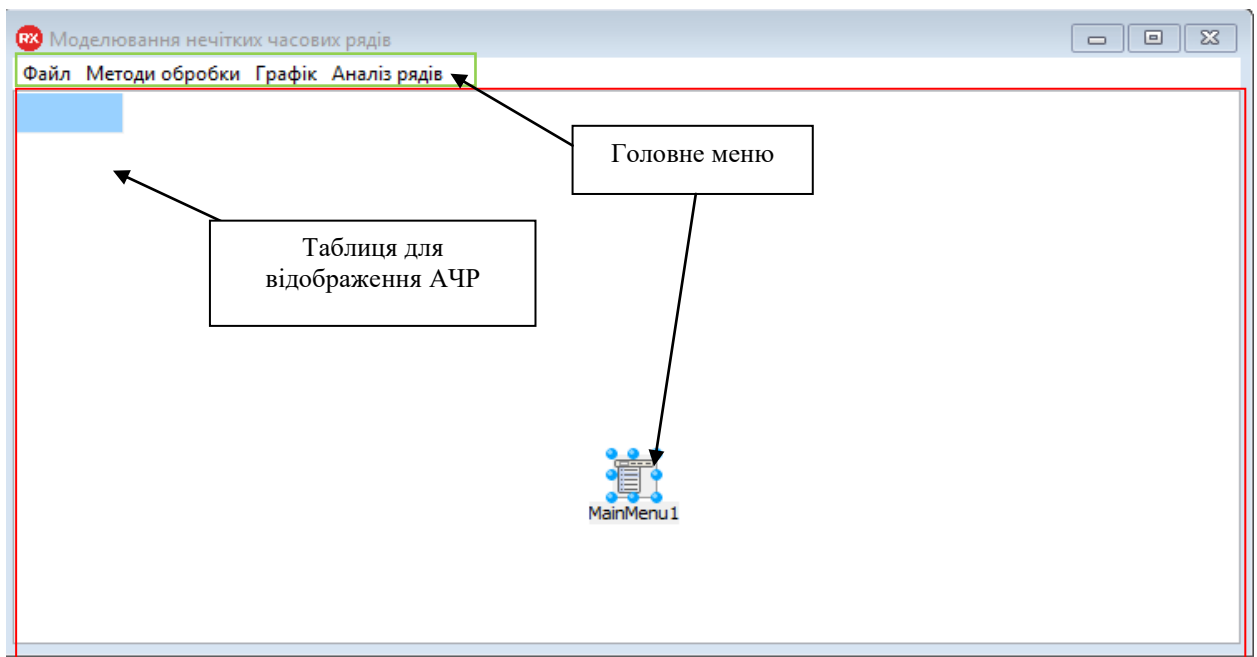 RX Моделювання нечітких часових рядів
Файл Методи обробки Графік Аналіз рядів
Головне меню
Таблиця для
відображення АЧР
MainMenu1